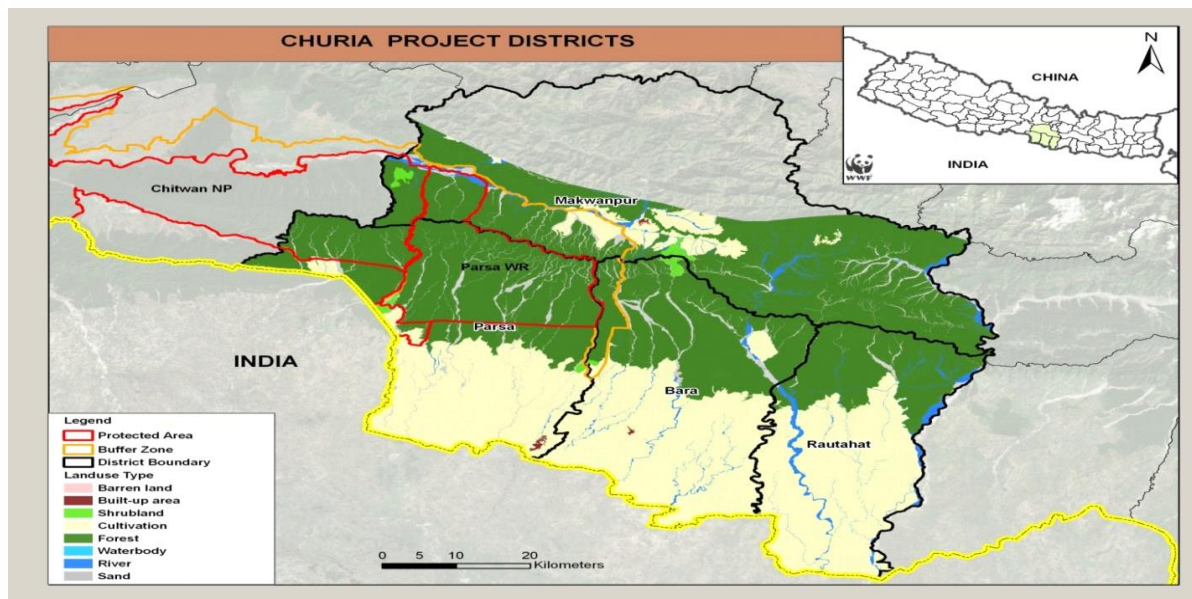 CHURIA PROJECT DISTRICTS
N
CHINA
INDIA
WWF
Chitwan NP
Makwanpur
Parsa WR
Parsa
INDIA
Bara
Rautahat
Legend
Protected Area
Buffer Zone
District Boundary
Landuse Type
Barren land
Built-up area
Shrubland
Cultivation
Forest
Waterbody
River
Sand
0 5 10 20
Kilometers